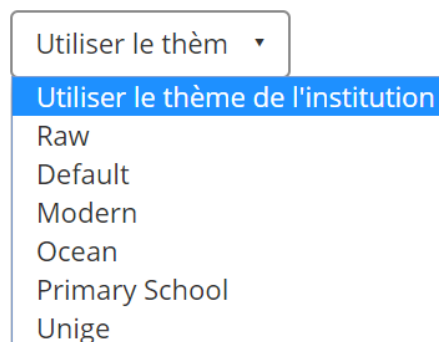 Utiliser le thèm
Utiliser le thème de l'institution
Raw
Default
Modern
Ocean
Primary School
Unige